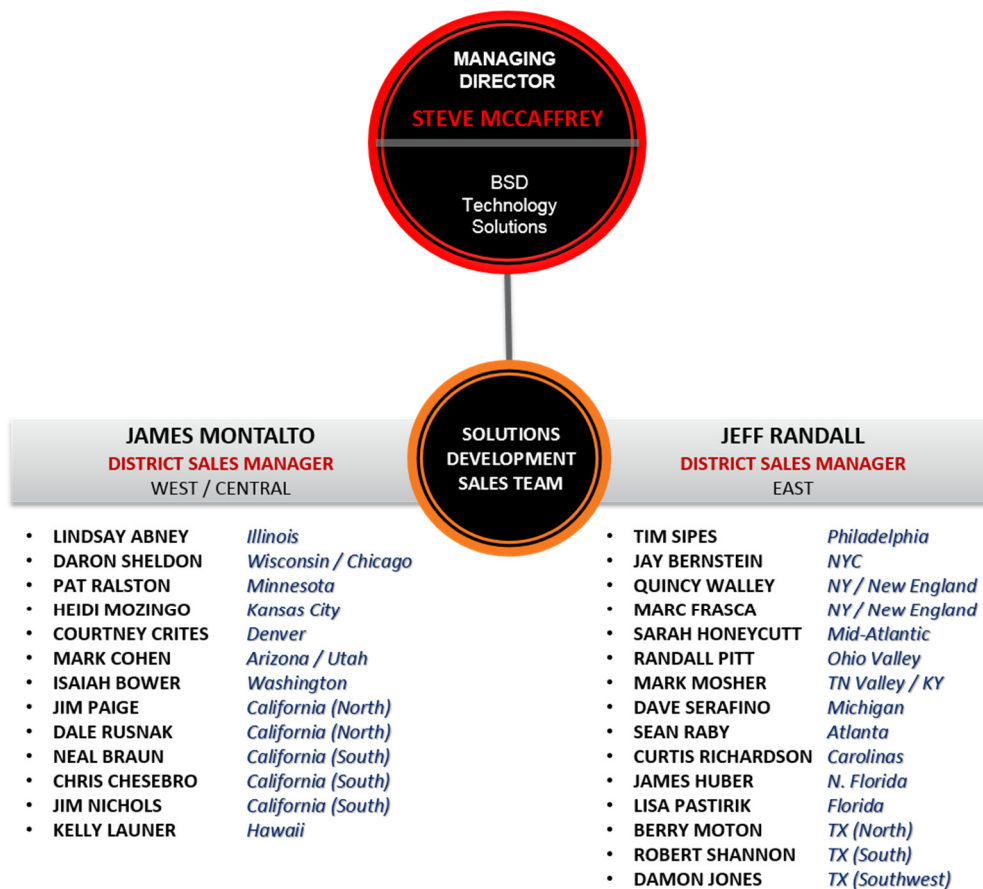 MANAGING
DIRECTOR
STEVE MCCAFFREY
BSD
Technology
Solutions
SOLUTIONS
DEVELOPMENT
SALES TEAM
JAMES MONTALTO
DISTRICT SALES MANAGER
WEST / CENTRAL
• LINDSAY ABNEY Illinois
• DARON SHELDON Wisconsin / Chicago
• PAT RALSTON Minnesota
• HEIDI MOZINGO Kansas City
• COURTNEY CRITES Denver
• MARK COHEN Arizona / Utah
• ISAIAH BOWER Washington
• JIM PAIGE California (North)
• DALE RUSNAK California (North)
• NEAL BRAUN California (South)
• CHRIS CHESEBRO California (South)
• JIM NICHOLS California (South)
• KELLY LAUNER Hawaii
JEFF RANDALL
DISTRICT SALES MANAGER
EAST
• TIM SIPES Philadelphia
• JAY BERNSTEIN NYC
• QUINCY WALLEY NY / New England
• MARC FRASCA NY / New England
• SARAH HONEYCUTT Mid-Atlantic
• RANDALL PITT Ohio Valley
• MARK MOSHER TN Valley / KY
• DAVE SERAFINO Michigan
• SEAN RABY Atlanta
• CURTIS RICHARDSON Carolinas
• JAMES HUBER N. Florida
• LISA PASTIRIK Florida
• BERRY MOTON TX (North)
• ROBERT SHANNON TX (South)
• DAMON JONES TX (Southwest)